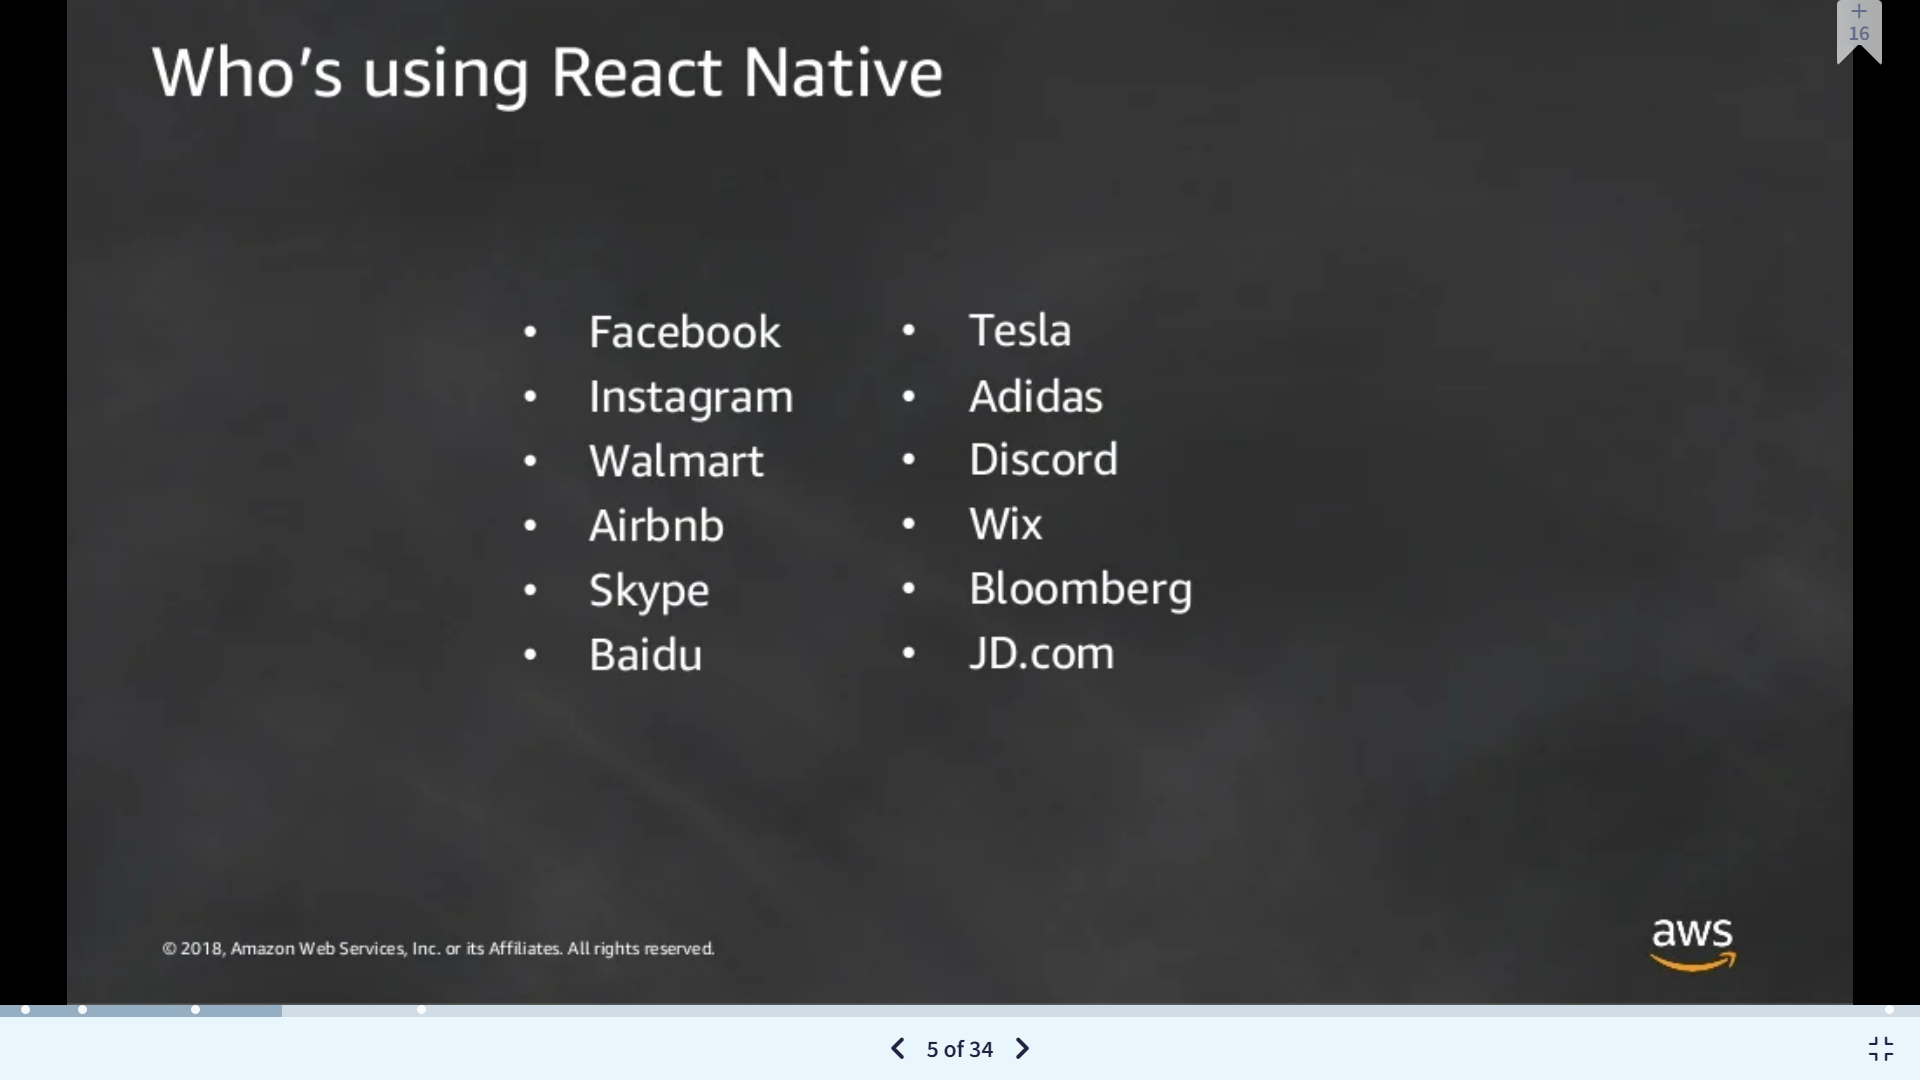 Who's using React Native
• Facebook
• Instagram
• Walmart
• Airbnb
• Skype
• Baidu
• Tesla
• Adidas
• Discord
• Wix
• Bloomberg
• JD.com
© 2018, Amazon Web Services, Inc. or its Affiliates. All rights reserved.
aws
+
16
5 of 34